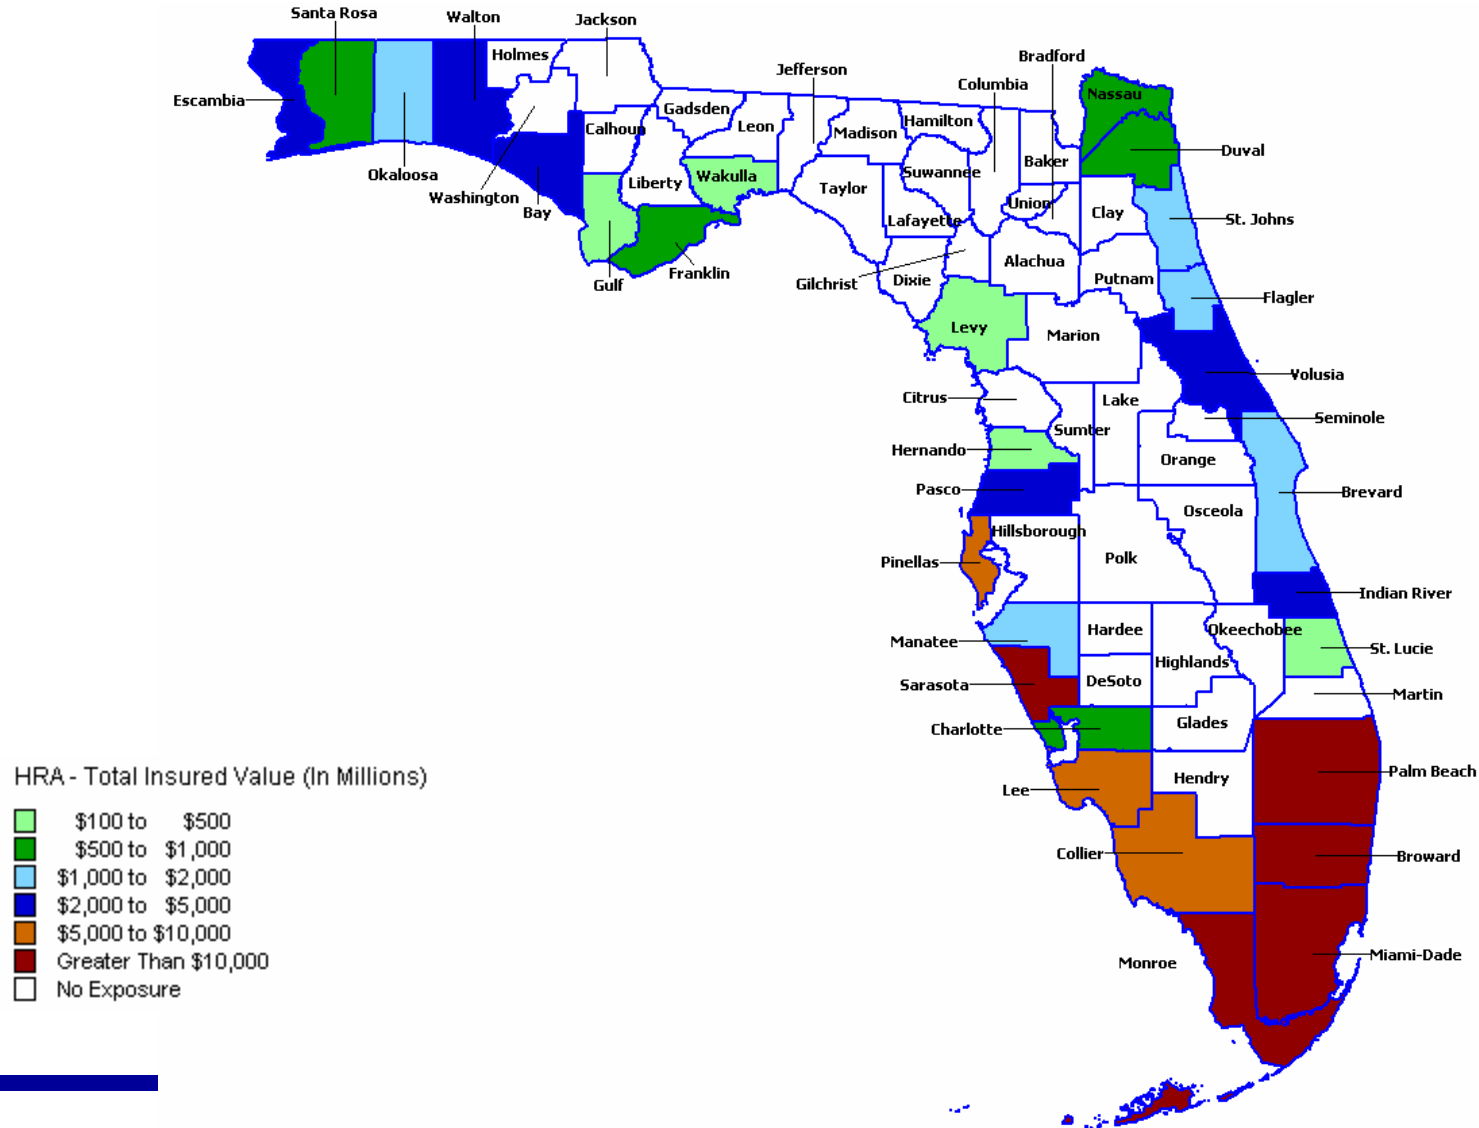 Santa Rosa
Walton
Jackson
Holmes
Jefferson
Bradford
Columbia
Escambia
Nassau
Gadsden
Leon
Madison
Hamilton
Calhoun
Duval
Baker
Okaloosa
Washington
Bay
Liberty
Wakulla
Taylor
Suwannee
Union
Lafayette
Clay
St. Johns
Gulf
Franklin
Gilchrist
Dixie
Alachua
Putnam
Flagler
Levy
Marion
Volusia
Citrus
Lake
Seminole
Sumter
Hernando
Orange
Pasco
Brevard
Osceola
Hillsborough
Pinellas
Polk
Indian River
Manatee
Hardee
Okeechobee
St. Lucie
Highlands
Sarasota
DeSoto
Martin
Charlotte
Glades
Palm Beach
Lee
Hendry
Collier
Broward
Monroe
Miami-Dade
HRA - Total Insured Value (In Millions)
$100 to $500
$500 to $1,000
$1,000 to $2,000
$2,000 to $5,000
$5,000 to $10,000
Greater Than $10,000
No Exposure